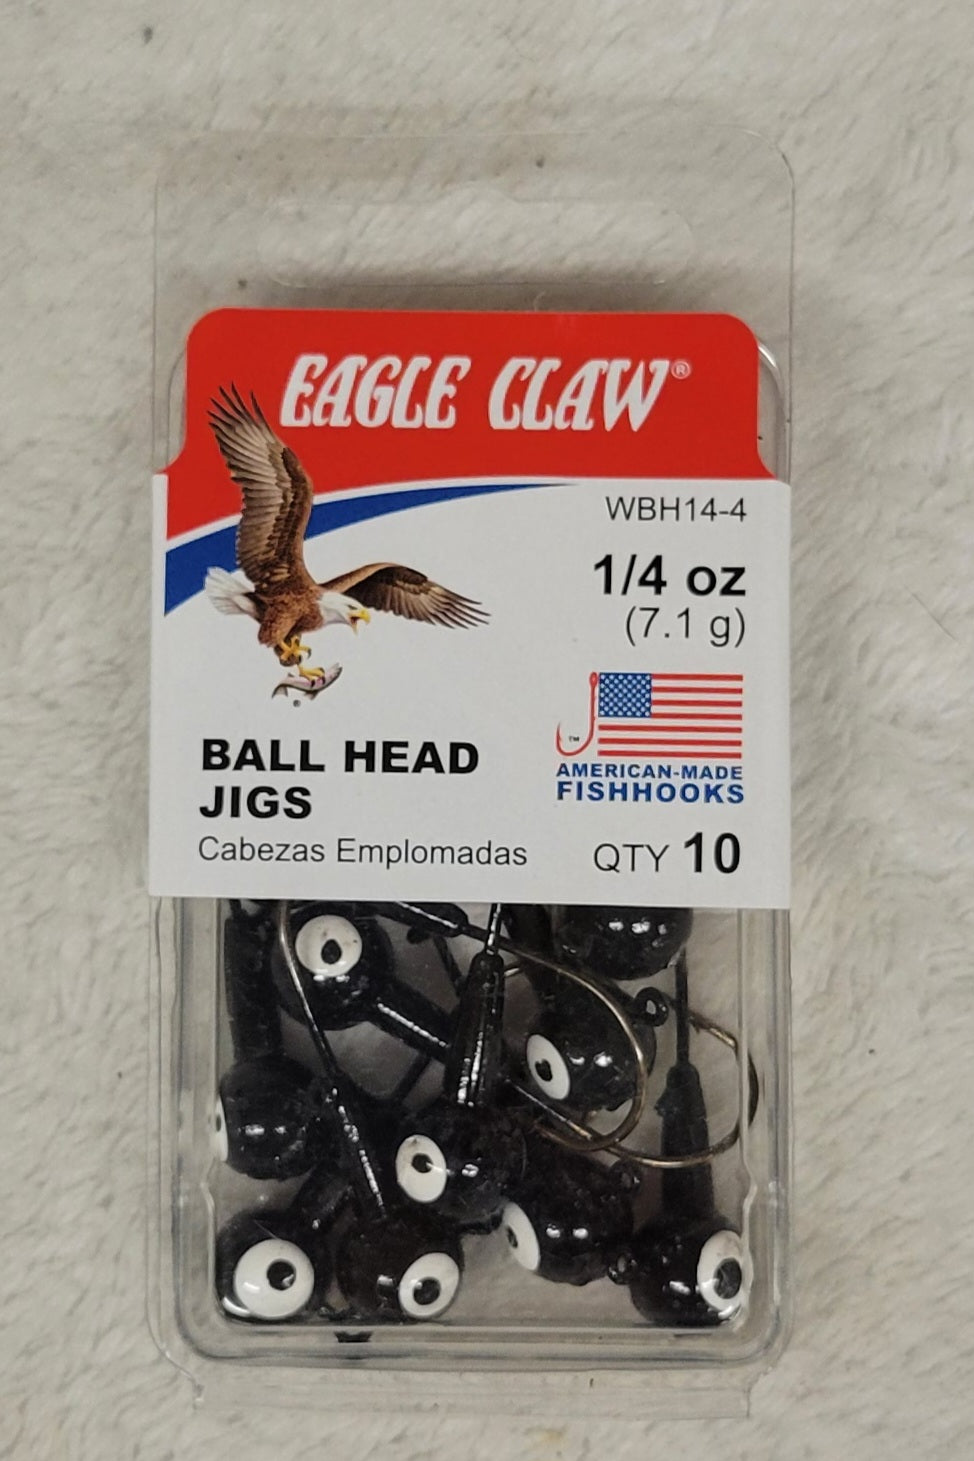 EAGLE CLAW®
WBH14-4
1/4 oz
(7.1 g)
®
™
AMERICAN-MADE
FISHHOOKS
BALL HEAD
JIGS
Cabezas Emplomadas
QTY 10